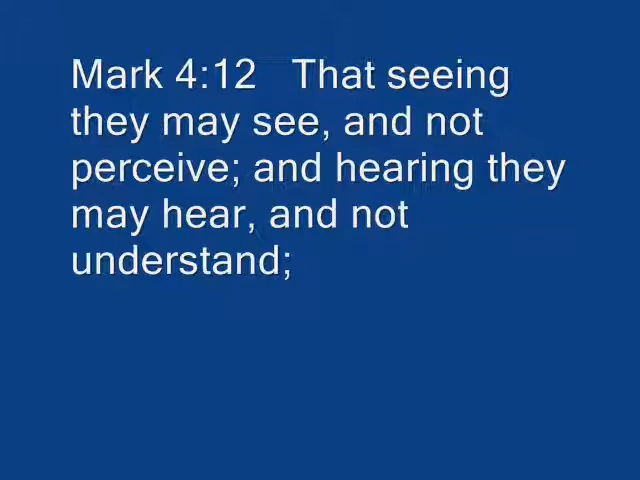 Mark 4:12   That seeing
they may see, and not
perceive; and hearing they
may hear, and not
understand;